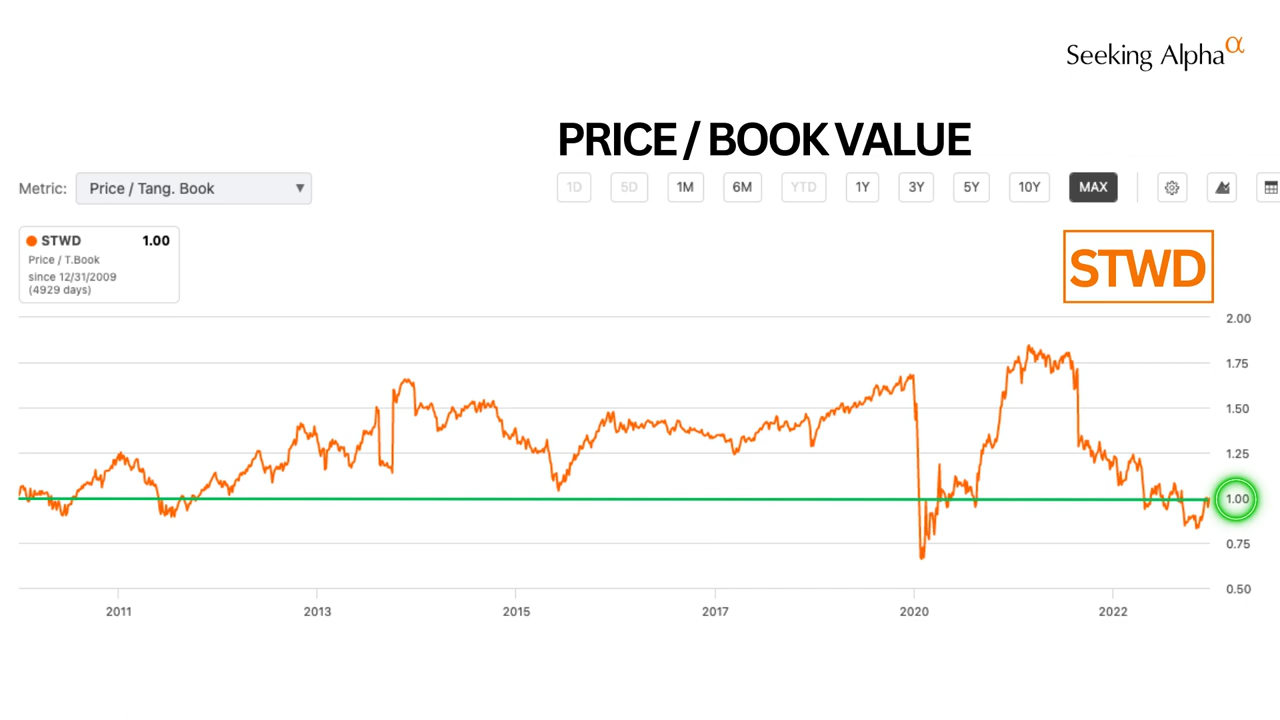 Seeking Alpha α
PRICE / BOOK VALUE
Metric: Price / Tang. Book ▼
1D 5D 1M 6M YTD 1Y 3Y 5Y 10Y MAX
STWD 1.00
Price / T.Book
since 12/31/2009
(4929 days)
STWD
2.00
1.75
1.50
1.25
1.00
0.75
0.50
2011 2013 2015 2017 2020 2022